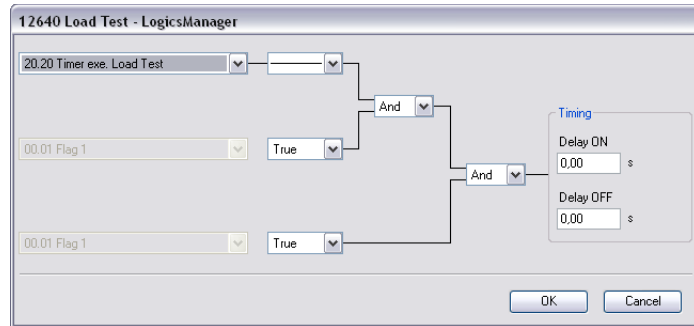 12640 Load Test - LogicsManager
20.20 Timer exe. Load Test
And
Timing
Delay ON
00.01 Flag 1 True
0,00 s
And
Delay OFF
0,00 s
00.01 Flag 1 True
OK Cancel